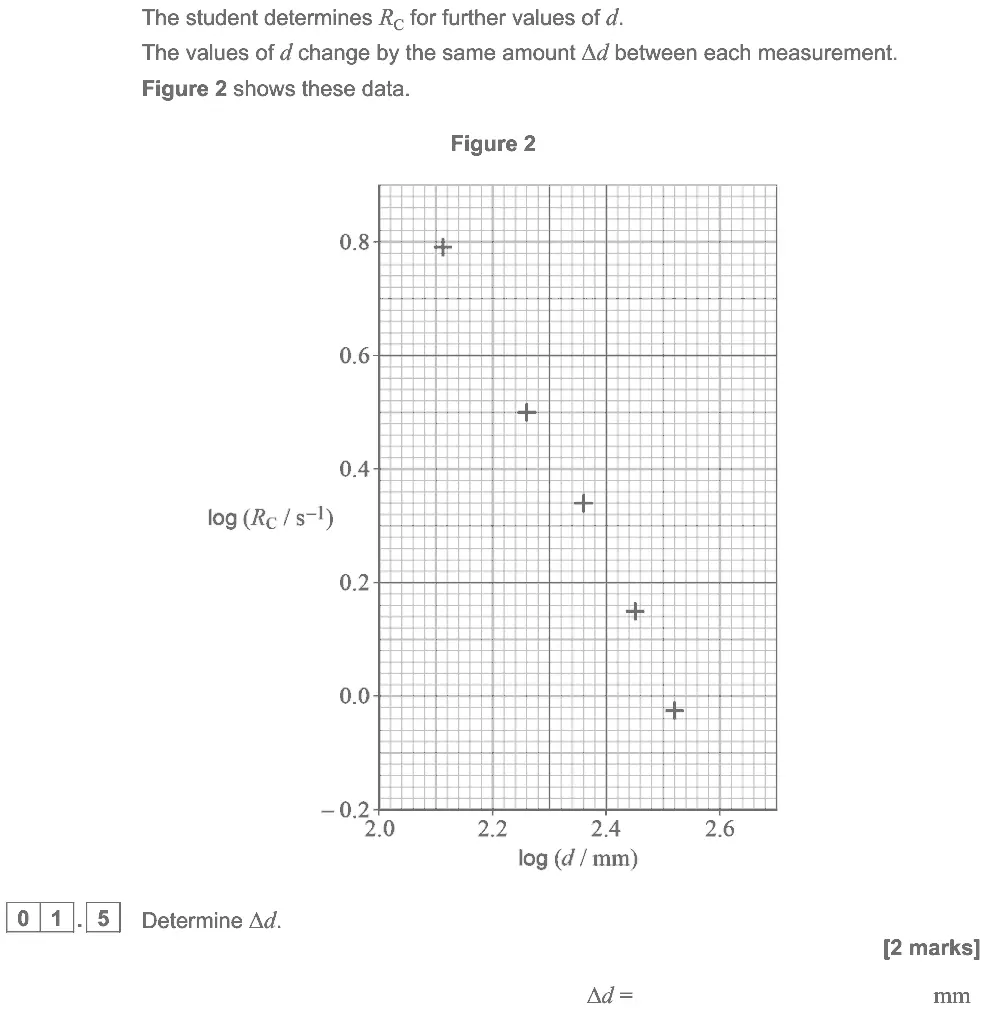 The student determines R_C for further values of d.
The values of d change by the same amount Δd between each measurement.
Figure 2 shows these data.
Figure 2
0.8
0.6
0.4
log (R_C / s⁻¹)
0.2
0.0
– 0.2
2.0 2.2 2.4 2.6
log (d / mm)
0 1 . 5 Determine Δd.
[2 marks]
Δd = mm